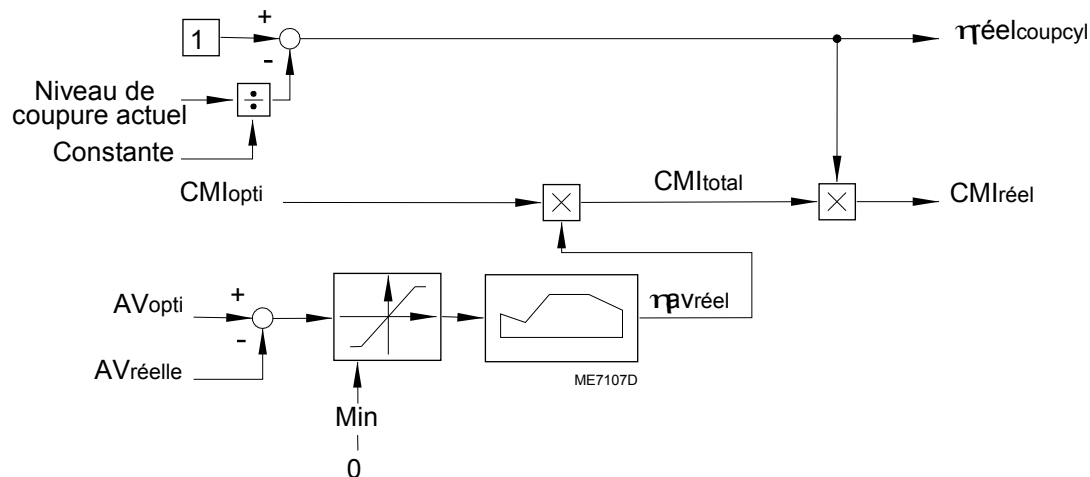 +
1
-
ηréelcoupcyl
Niveau de
coupure actuel
÷
Constante
CMIopti
×
CMItotal
×
CMIréel
AVopti
+
-
AVréelle
ηavréel
ME7107D
Min
0